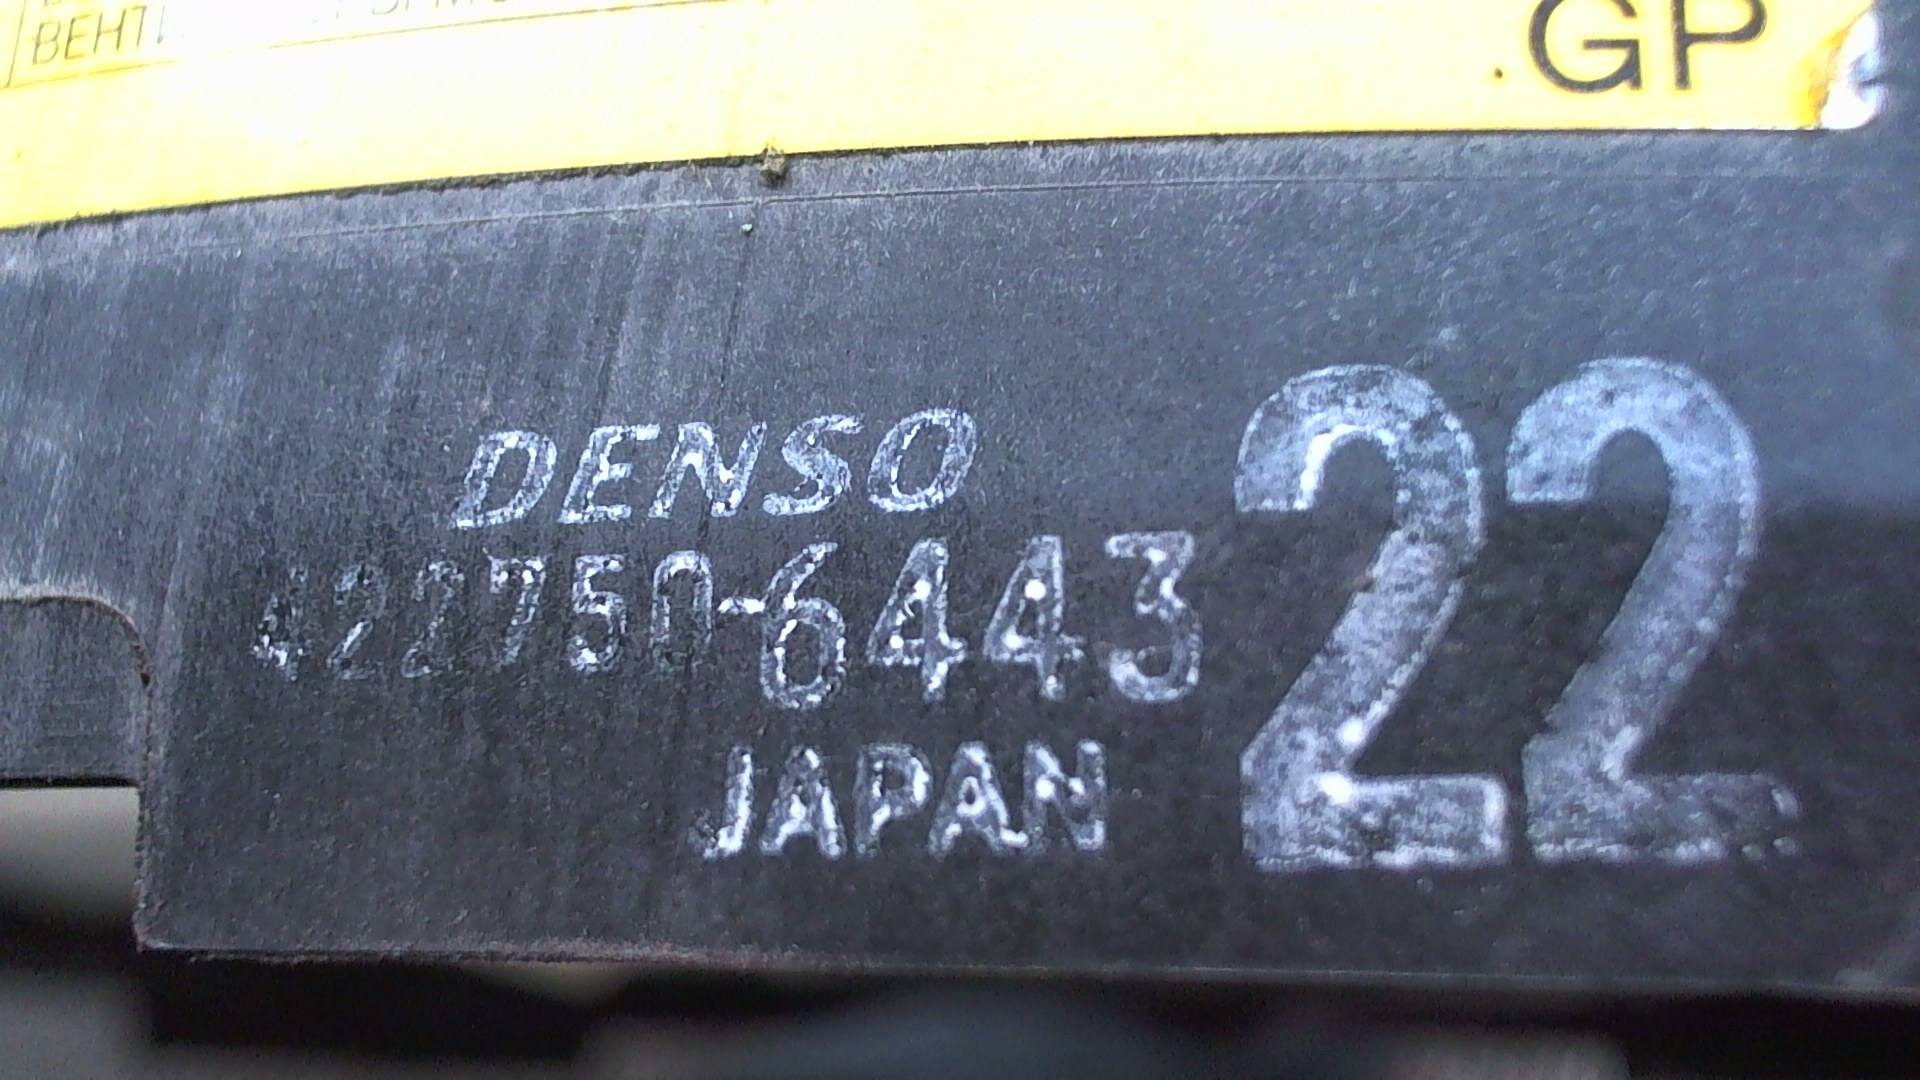 GP
DENSO
422750-6443
JAPAN
22